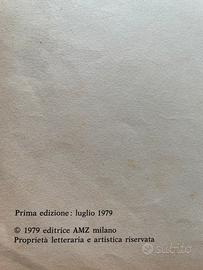 Prima edizione: luglio 1979
© 1979 editrice AMZ milano
Proprietà letteraria e artistica riservata
subito